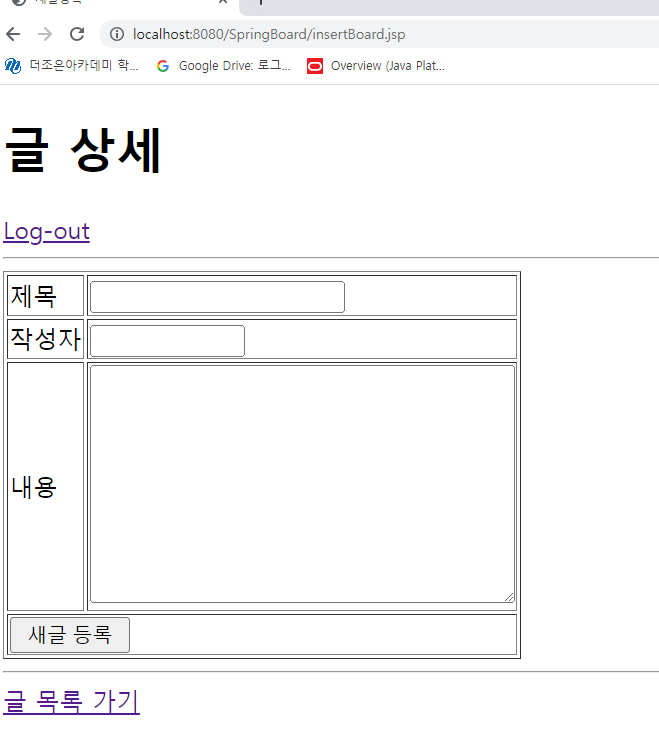 localhost:8080/SpringBoard/insertBoard.jsp
더조은아카데미 학... Google Drive: 로그... Overview (Java Plat...
글 상세
Log-out
제목
작성자
내용
새글 등록
글 목록 가기